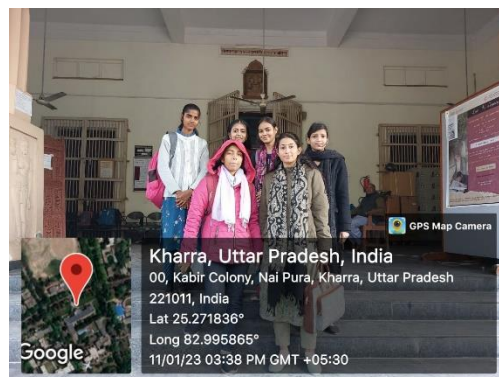 GPS Map Camera
Kharra, Uttar Pradesh, India
00, Kabir Colony, Nai Pura, Kharra, Uttar Pradesh
221011, India
Lat 25.271836°
Long 82.995865°
11/01/23 03:38 PM GMT +05:30
Google